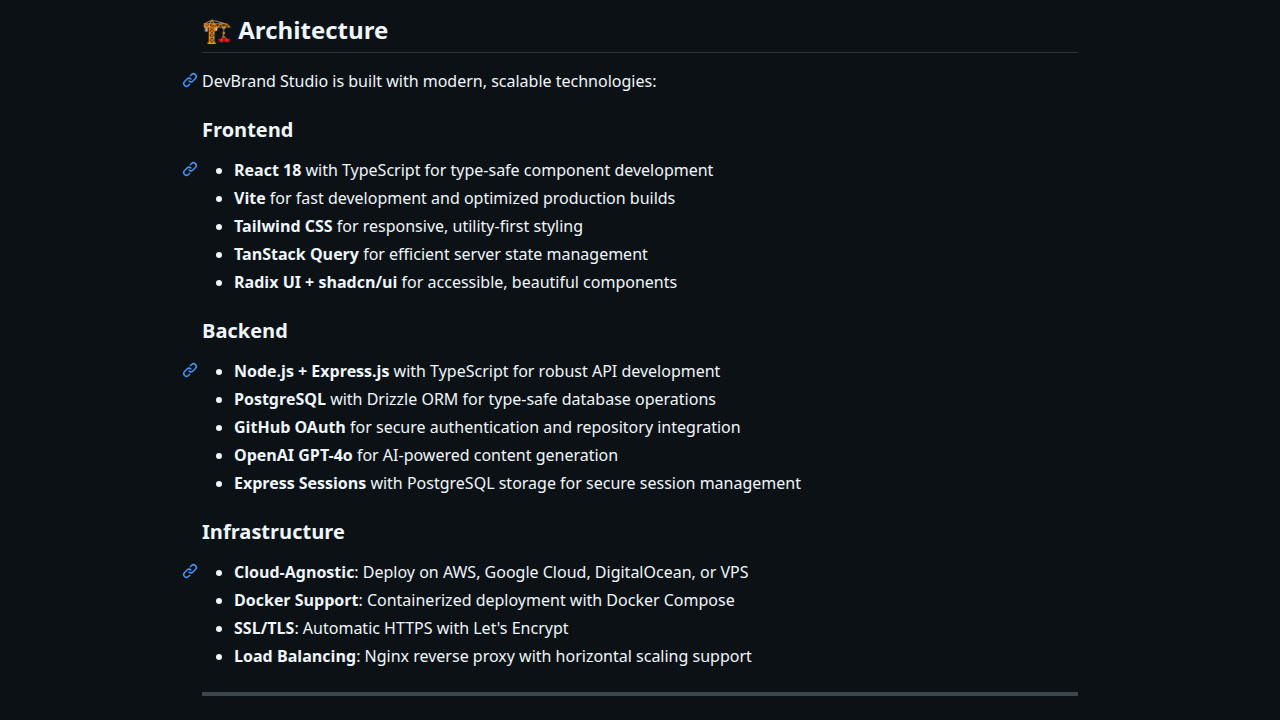 🏗️ Architecture
DevBrand Studio is built with modern, scalable technologies:
Frontend
• React 18 with TypeScript for type-safe component development
• Vite for fast development and optimized production builds
• Tailwind CSS for responsive, utility-first styling
• TanStack Query for efficient server state management
• Radix UI + shadcn/ui for accessible, beautiful components
Backend
• Node.js + Express.js with TypeScript for robust API development
• PostgreSQL with Drizzle ORM for type-safe database operations
• GitHub OAuth for secure authentication and repository integration
• OpenAI GPT-4o for AI-powered content generation
• Express Sessions with PostgreSQL storage for secure session management
Infrastructure
• Cloud-Agnostic: Deploy on AWS, Google Cloud, DigitalOcean, or VPS
• Docker Support: Containerized deployment with Docker Compose
• SSL/TLS: Automatic HTTPS with Let's Encrypt
• Load Balancing: Nginx reverse proxy with horizontal scaling support